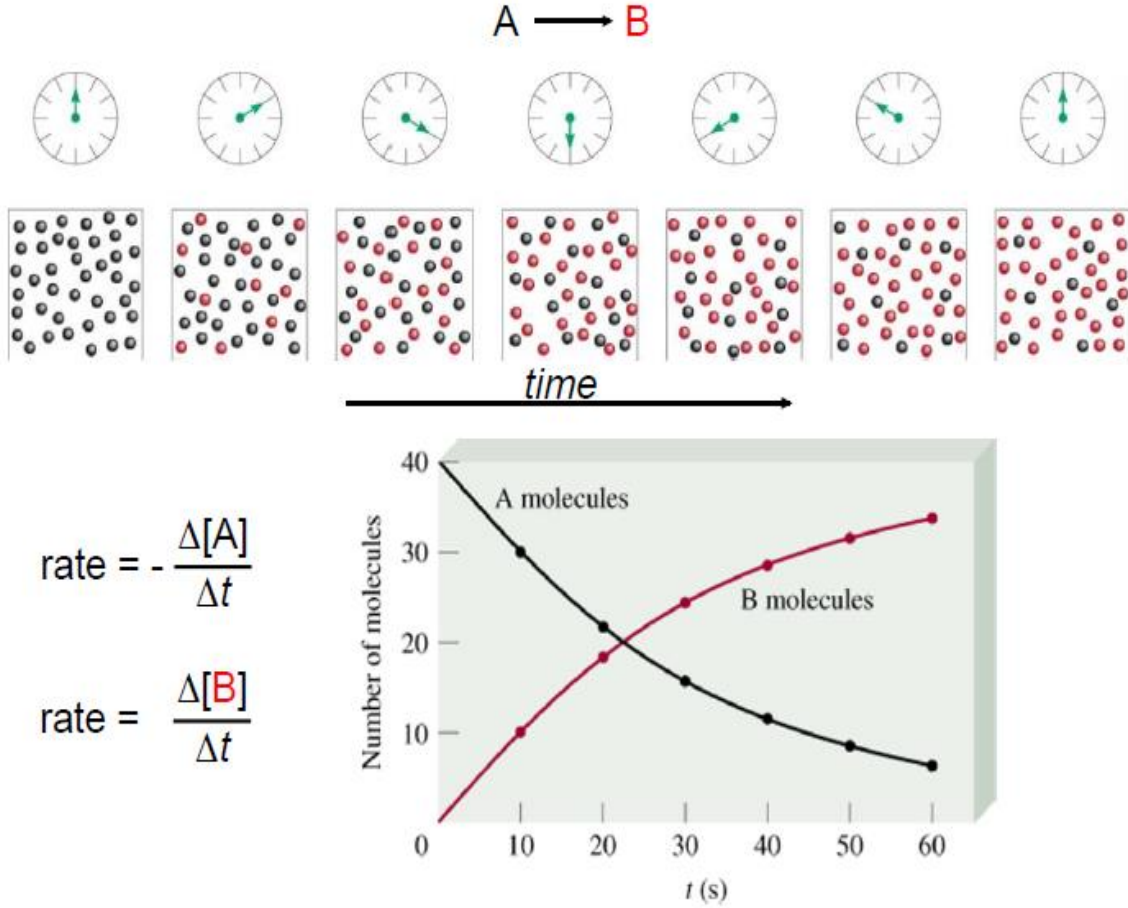 A → B
time
rate = - Δ[A]/Δt
rate = Δ[B]/Δt
Number of molecules
40
30
20
10
0
A molecules
B molecules
10 20 30 40 50 60
t (s)